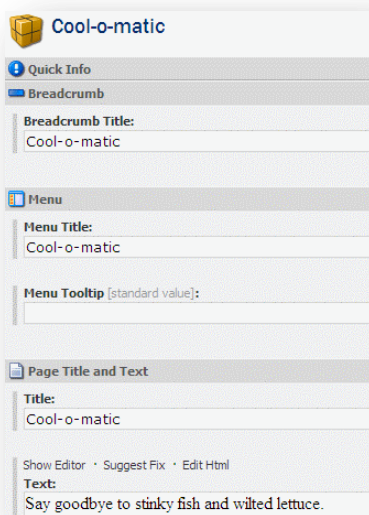 Cool-o-matic
Quick Info
Breadcrumb
Breadcrumb Title:
Cool-o-matic
Menu
Menu Title:
Cool-o-matic
Menu Tooltip [standard value]:
Page Title and Text
Title:
Cool-o-matic
Show Editor · Suggest Fix · Edit Html
Text:
Say goodbye to stinky fish and wilted lettuce.